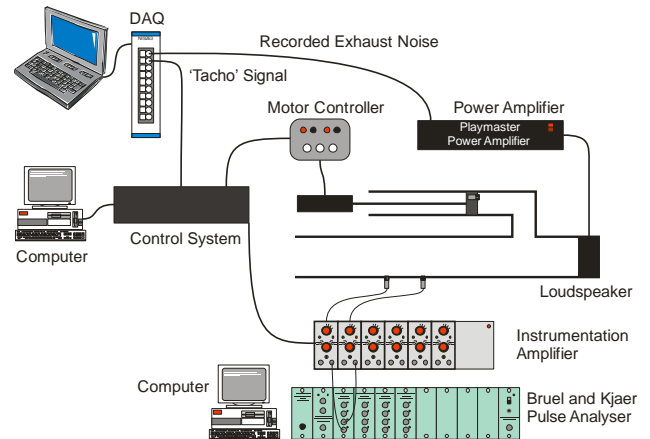 DAQ
Recorded Exhaust Noise
'Tacho' Signal
Motor Controller
Power Amplifier
Playmaster
Power Amplifier
Control System
Computer
Loudspeaker
Instrumentation
Amplifier
Computer
Bruel and Kjaer
Pulse Analyser